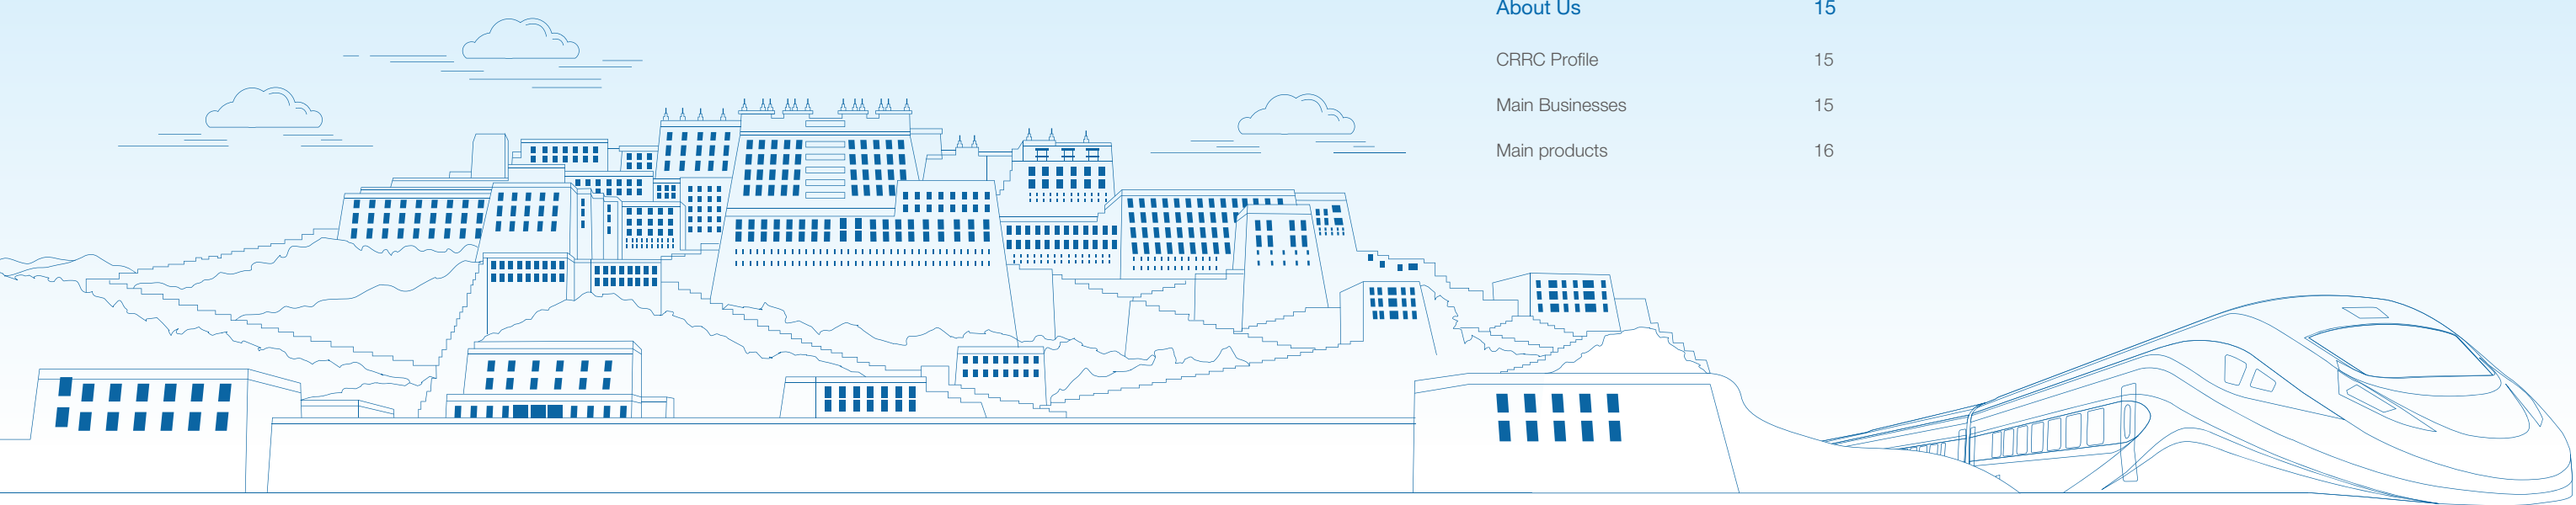 About Us 15
CRRC Profile 15
Main Businesses 15
Main products 16